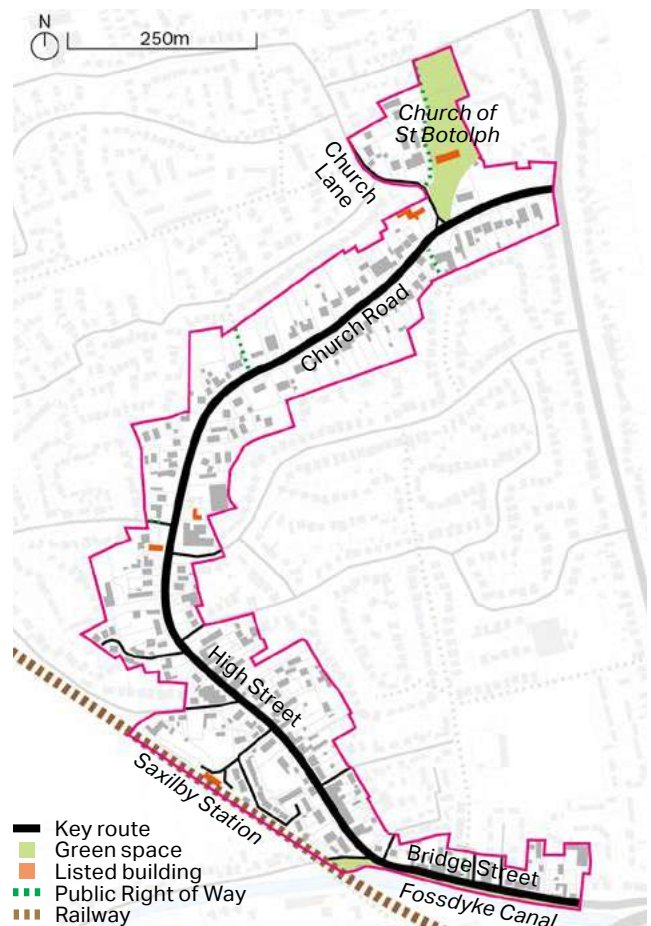 N
250m
Church of
St Botolph
Church
Lane
Church Road
High Street
Saxilby Station
Bridge Street
Fossdyke Canal
Key route
Green space
Listed building
Public Right of Way
Railway